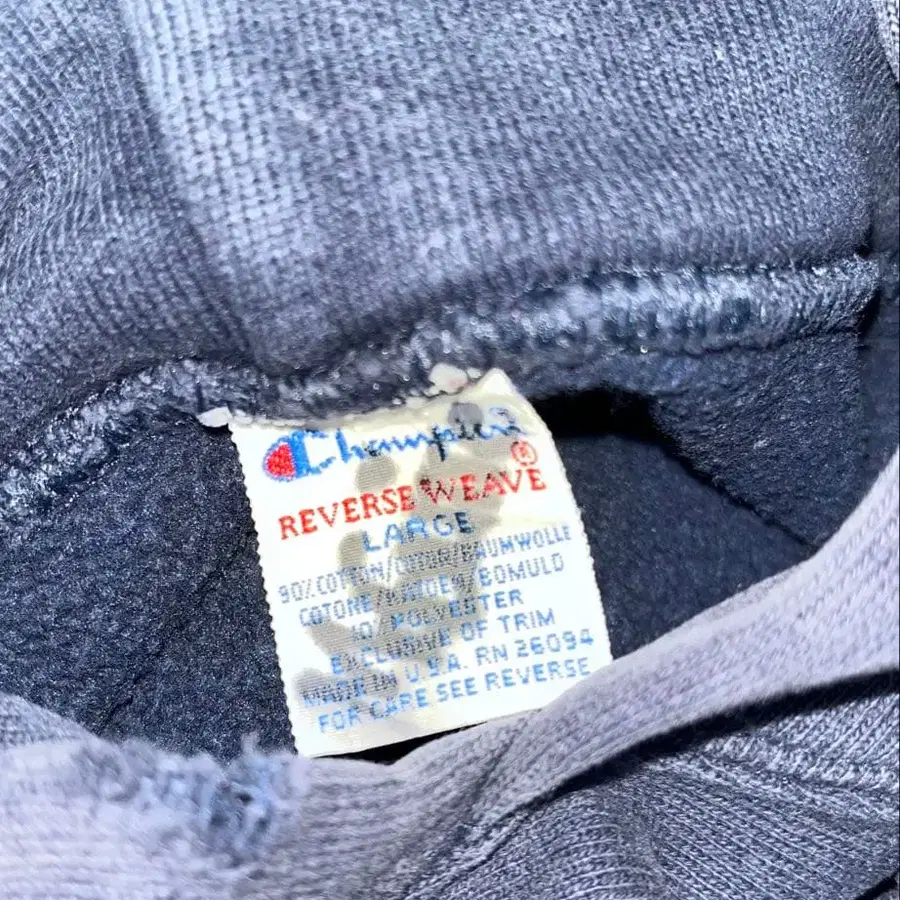 Champion
REVERSE WEAVE®
LARGE
90% COTTON/COTON/BAUMWOLLE
COTONE/KATOEN/BOMULD
10% POLYESTER
EXCLUSIVE OF TRIM
MADE IN U.S.A. RN 26094
FOR CARE SEE REVERSE